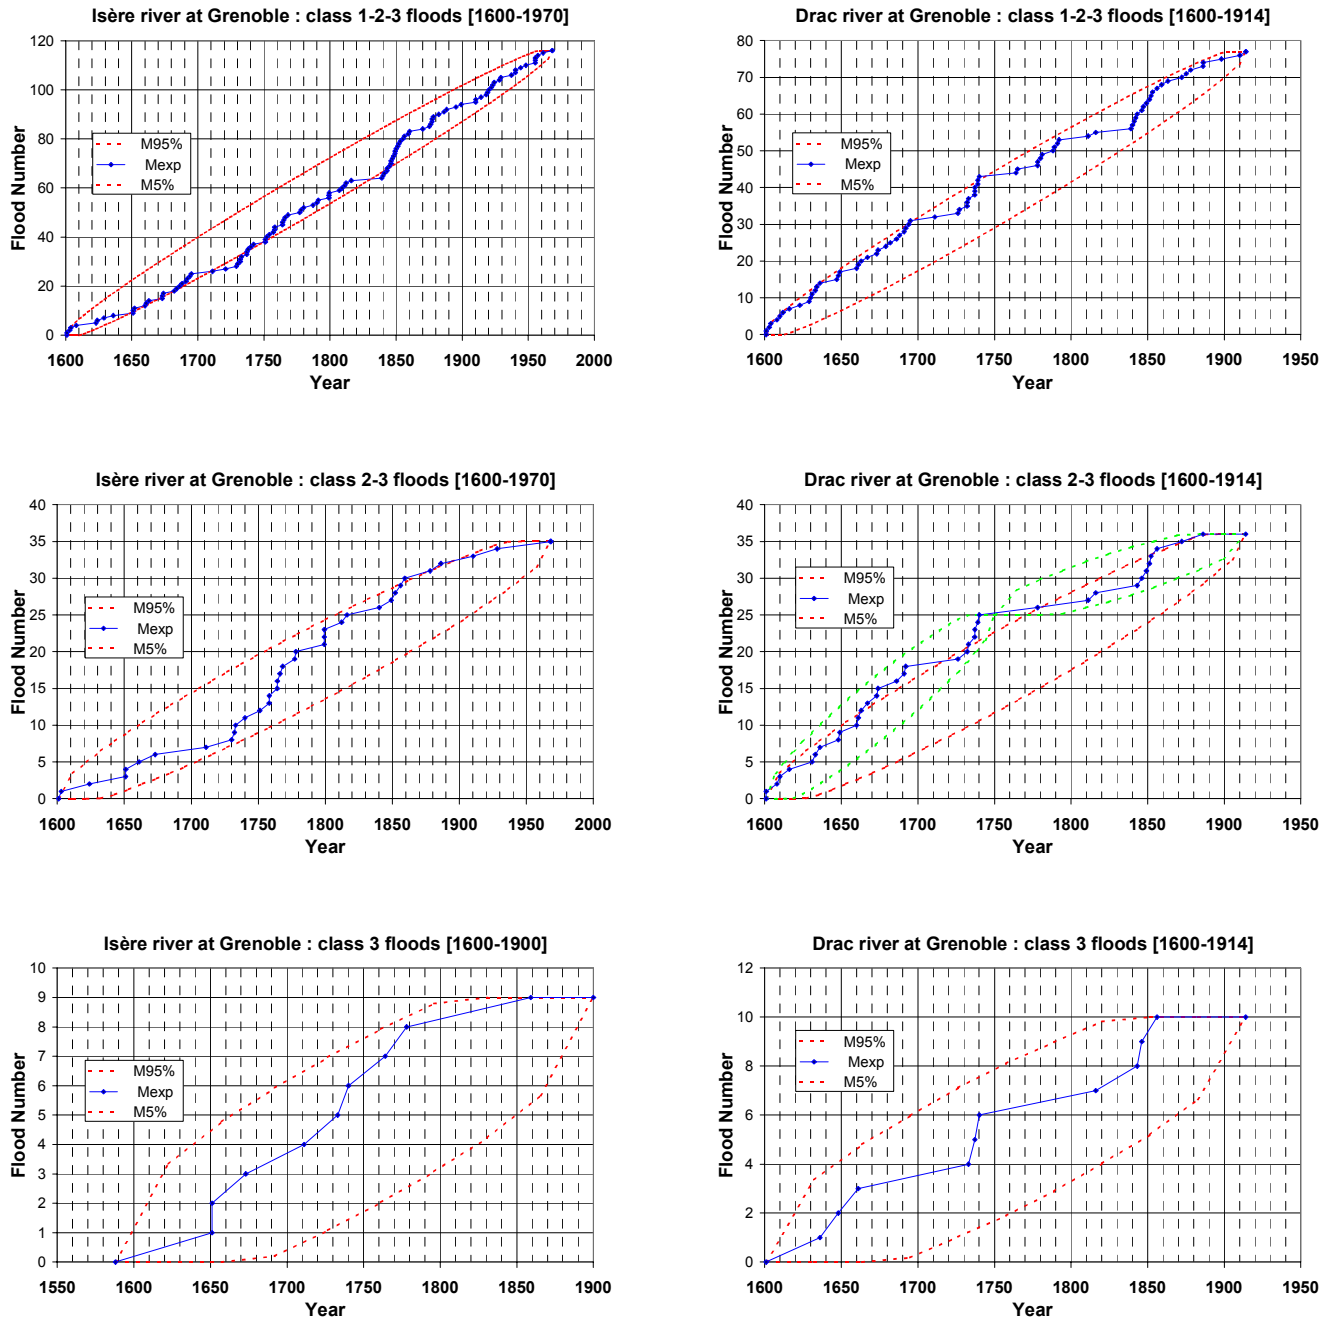 Isère river at Grenoble : class 1-2-3 floods [1600-1970]
120
100
80
60
40
20
0
Flood Number
M95%
Mexp
M5%
1600 1650 1700 1750 1800 1850 1900 1950 2000
Year
Drac river at Grenoble : class 1-2-3 floods [1600-1914]
80
70
60
50
40
30
20
10
0
Flood Number
M95%
Mexp
M5%
1600 1650 1700 1750 1800 1850 1900 1950
Year
Isère river at Grenoble : class 2-3 floods [1600-1970]
40
35
30
25
20
15
10
5
0
Flood Number
M95%
Mexp
M5%
1600 1650 1700 1750 1800 1850 1900 1950 2000
Year
Drac river at Grenoble : class 2-3 floods [1600-1914]
40
35
30
25
20
15
10
5
0
Flood Number
M95%
Mexp
M5%
1600 1650 1700 1750 1800 1850 1900 1950
Year
Isère river at Grenoble : class 3 floods [1600-1900]
10
9
8
7
6
5
4
3
2
1
0
Flood Number
M95%
Mexp
M5%
1550 1600 1650 1700 1750 1800 1850 1900
Year
Drac river at Grenoble : class 3 floods [1600-1914]
12
10
8
6
4
2
0
Flood Number
M95%
Mexp
M5%
1600 1650 1700 1750 1800 1850 1900 1950
Year